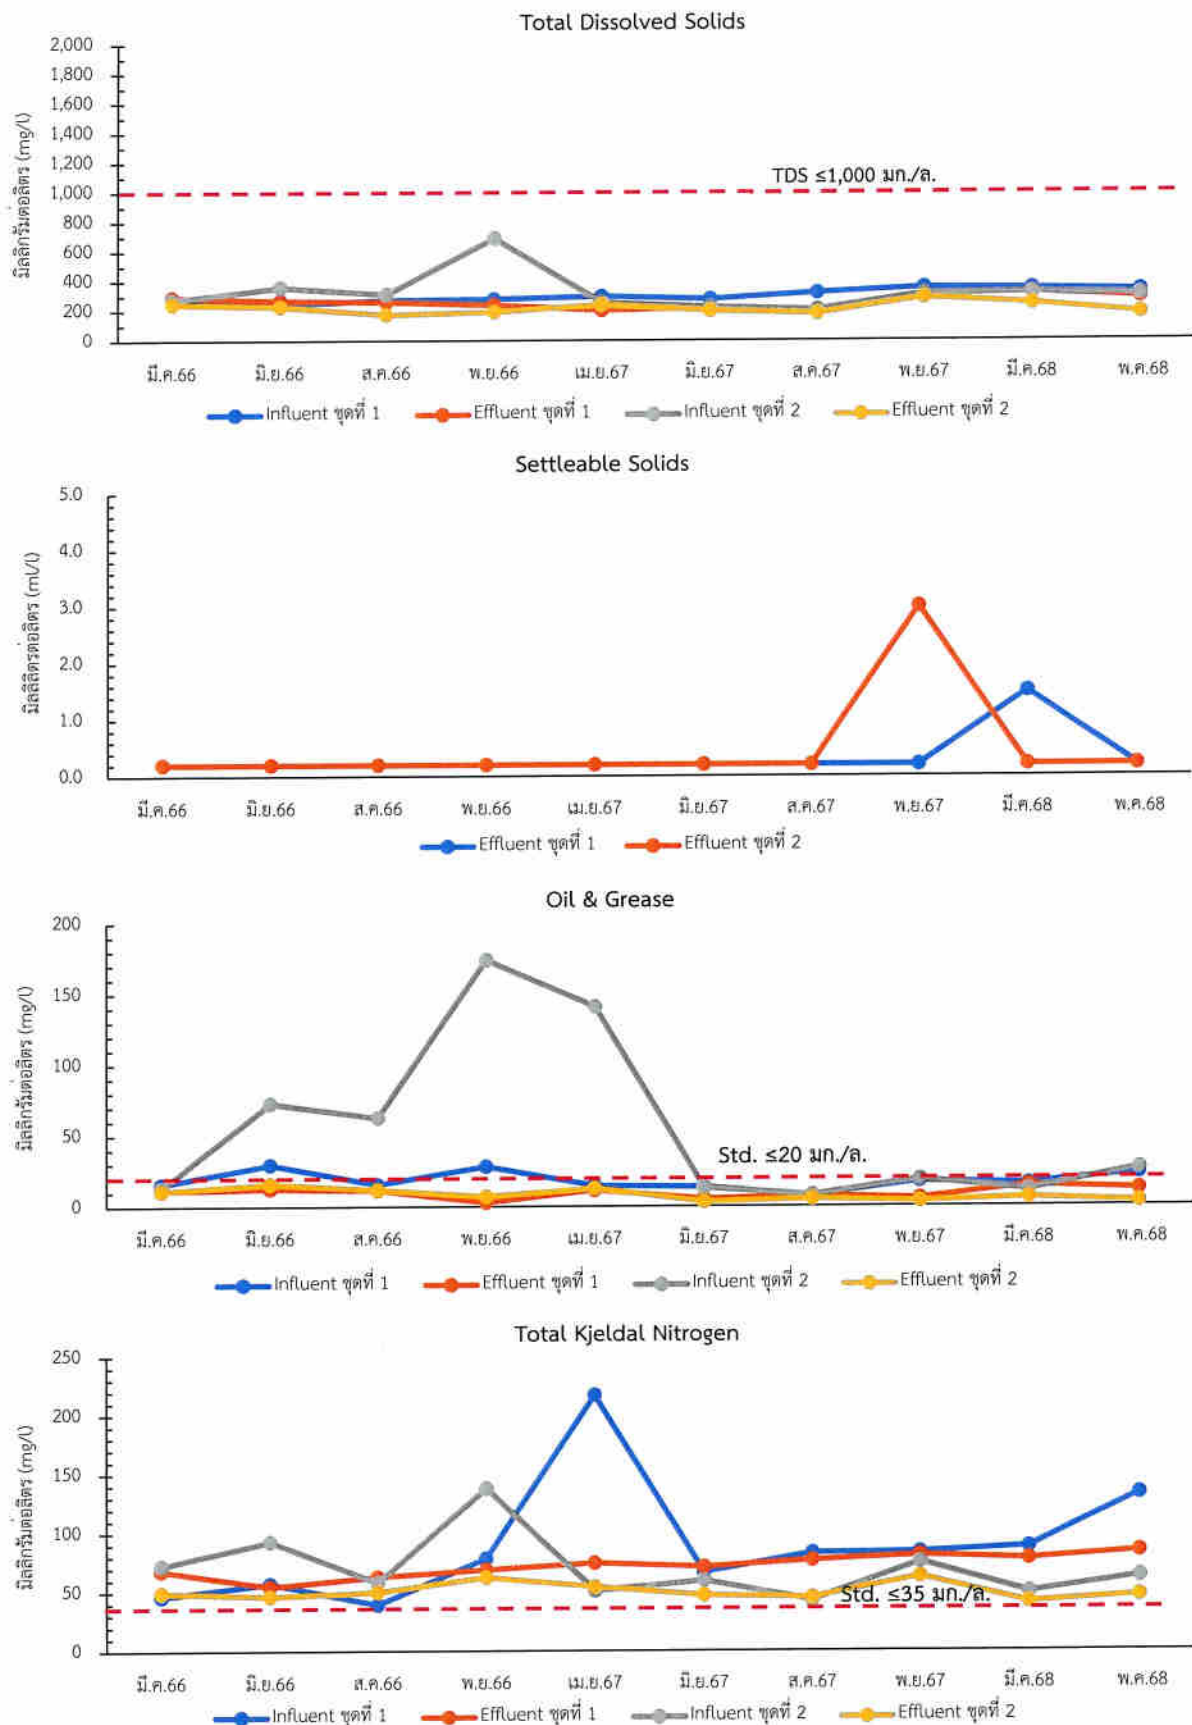 Total Dissolved Solids
มิลลิกรัมต่อลิตร (mg/l)
2,000
1,800
1,600
1,400
1,200
1,000
800
600
400
200
0
TDS ≤1,000 มก./ล.
มี.ค.66 มิ.ย.66 ส.ค.66 พ.ย.66 เม.ย.67 มิ.ย.67 ส.ค.67 พ.ย.67 มี.ค.68 พ.ค.68
Influent ชุดที่ 1 Effluent ชุดที่ 1 Influent ชุดที่ 2 Effluent ชุดที่ 2
Settleable Solids
มิลลิลิตรต่อลิตร (ml/l)
5.0
4.0
3.0
2.0
1.0
0.0
มี.ค.66 มิ.ย.66 ส.ค.66 พ.ย.66 เม.ย.67 มิ.ย.67 ส.ค.67 พ.ย.67 มี.ค.68 พ.ค.68
Effluent ชุดที่ 1 Effluent ชุดที่ 2
Oil & Grease
มิลลิกรัมต่อลิตร (mg/l)
200
150
100
50
0
Std. ≤20 มก./ล.
มี.ค.66 มิ.ย.66 ส.ค.66 พ.ย.66 เม.ย.67 มิ.ย.67 ส.ค.67 พ.ย.67 มี.ค.68 พ.ค.68
Influent ชุดที่ 1 Effluent ชุดที่ 1 Influent ชุดที่ 2 Effluent ชุดที่ 2
Total Kjeldal Nitrogen
มิลลิกรัมต่อลิตร (mg/l)
250
200
150
100
50
0
Std. ≤35 มก./ล.
มี.ค.66 มิ.ย.66 ส.ค.66 พ.ย.66 เม.ย.67 มิ.ย.67 ส.ค.67 พ.ย.67 มี.ค.68 พ.ค.68
Influent ชุดที่ 1 Effluent ชุดที่ 1 Influent ชุดที่ 2 Effluent ชุดที่ 2